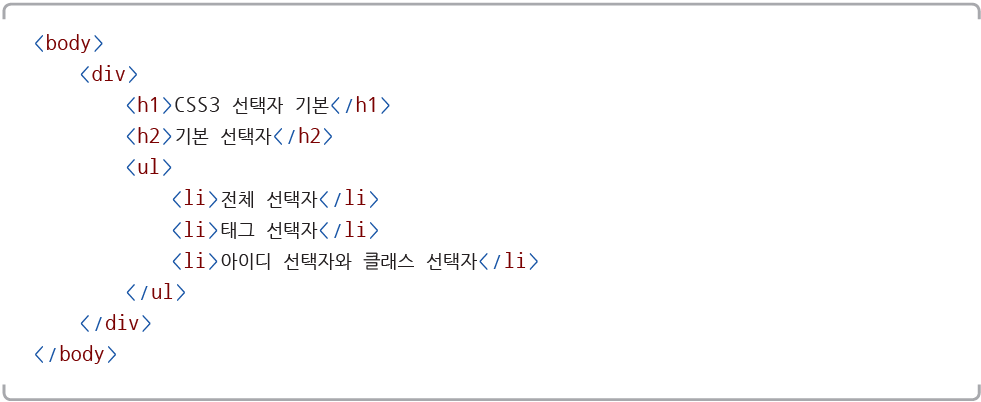 <body>
<div>
<h1>CSS3 선택자 기본</h1>
<h2>기본 선택자</h2>
<ul>
<li>전체 선택자</li>
<li>태그 선택자</li>
<li>아이디 선택자와 클래스 선택자</li>
</ul>
</div>
</body>